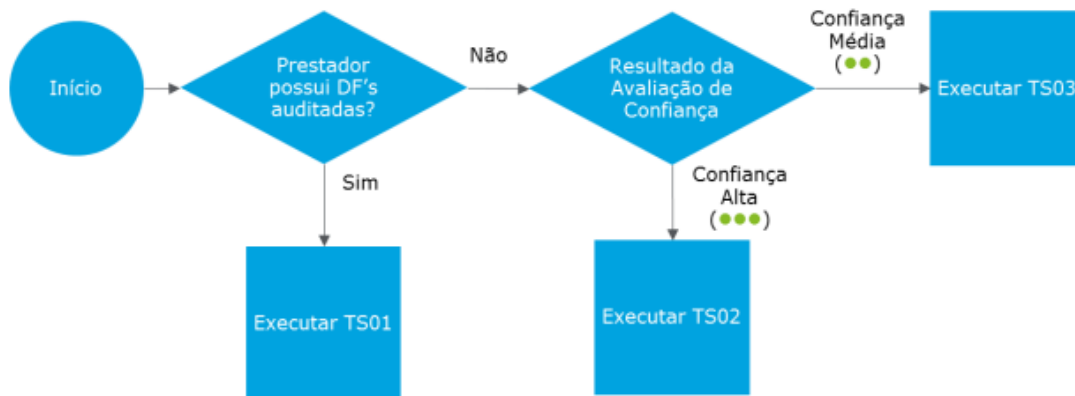 Início
Prestador
possui DF's
auditadas?
Não
Resultado da
Avaliação de
Confiança
Confiança
Média
(●●)
Executar TS03
Sim
Confiança
Alta
(●●●)
Executar TS01
Executar TS02